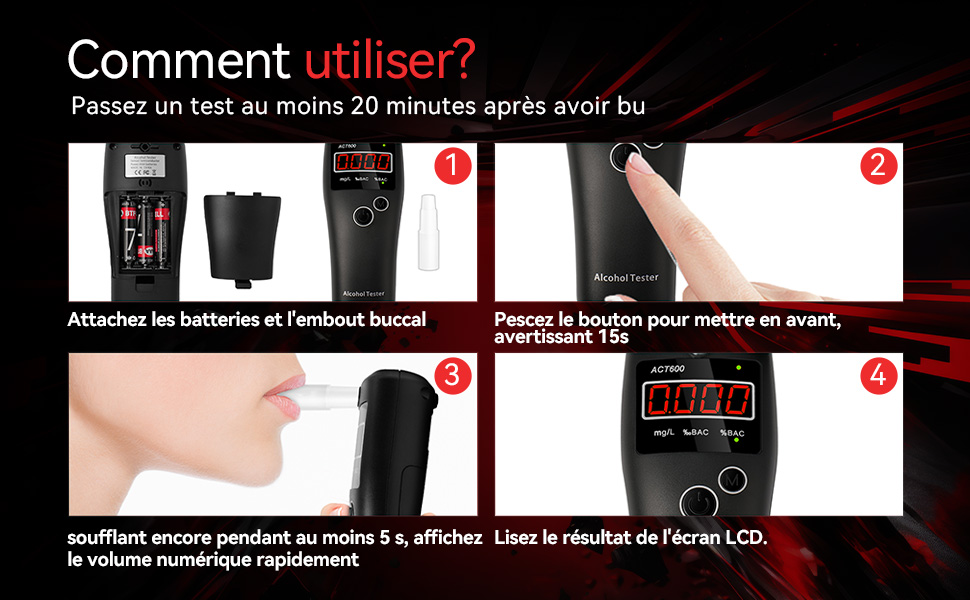 Comment utiliser?
Passez un test au moins 20 minutes après avoir bu
1
ACT600
0.000
mg/L ‰BAC %BAC
Alcohol Tester
Attachez les batteries et l'embout buccal
2
Alcohol Tester
Pescez le bouton pour mettre en avant,
avertissant 15s
3
soufflant encore pendant au moins 5 s, affichez
le volume numérique rapidement
4
ACT600
0.000
mg/L ‰BAC %BAC
M
Lisez le résultat de l'écran LCD.